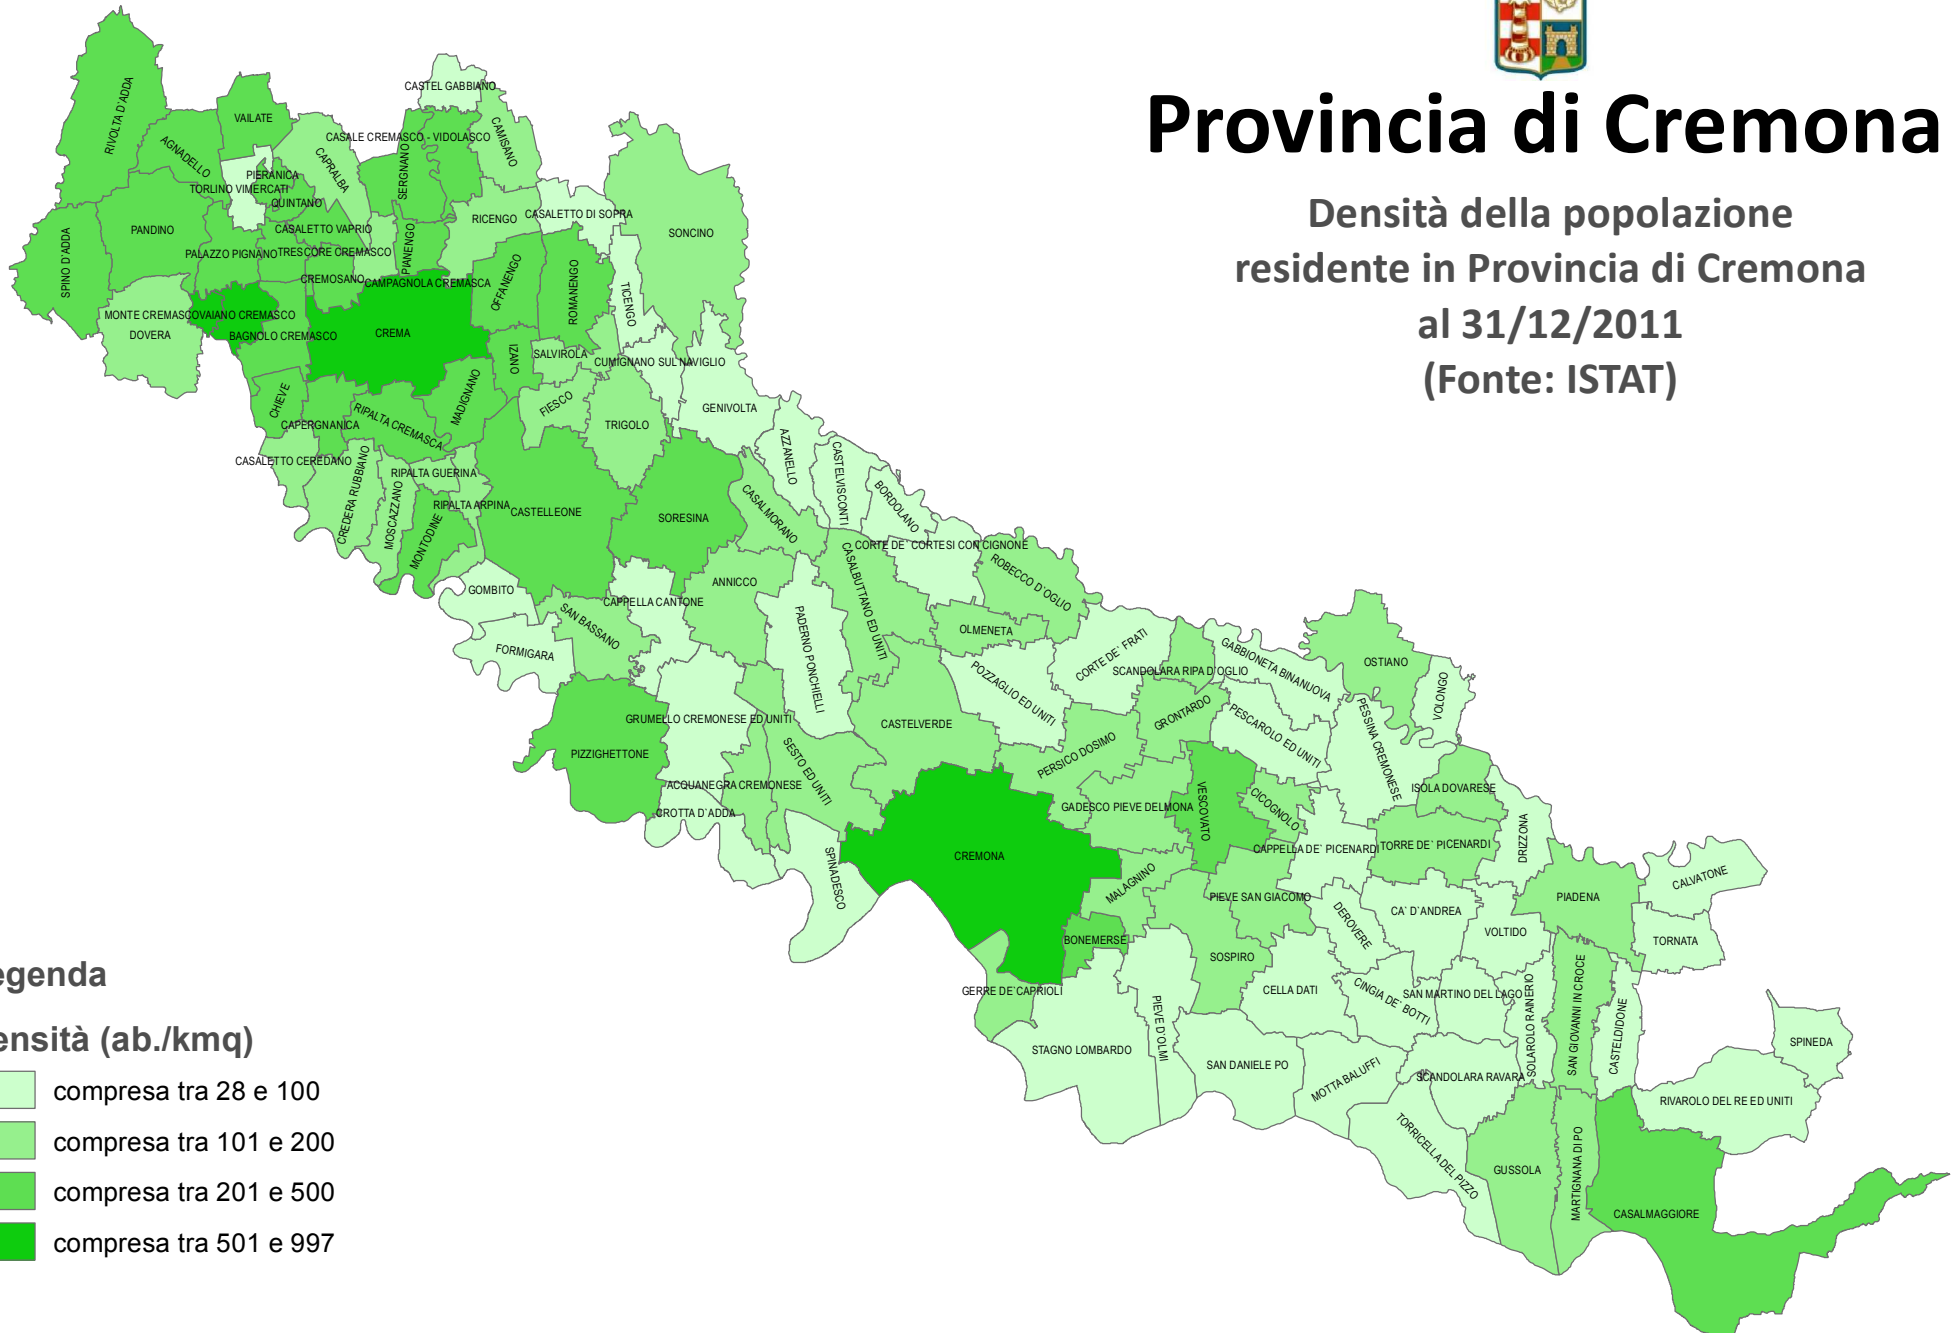 Provincia di Cremona
Densità della popolazione
residente in Provincia di Cremona
al 31/12/2011
(Fonte: ISTAT)
RIVOLTA D'ADDA
VAILATE
AGNADELLO
CASTEL GABBIANO
CASALE CREMASCO - VIDOLASCO
CAMISANO
CAPRALBA
SERGNANO
PIERANICA
TORLINO VIMERCATI
QUINTANO
PANDINO
CASALETTO VAPRIO
PIANENGO
RICENGO
CASALETTO DI SOPRA
SONCINO
SPINO D'ADDA
PALAZZO PIGNANO
TRESCORE CREMASCO
CREMOSANO
CAMPAGNOLA CREMASCA
OFFANENGO
ROMANENGO
TICENGO
MONTE CREMASCO
VAIANO CREMASCO
DOVERA
BAGNOLO CREMASCO
CREMA
IZANO
SALVIROLA
CUMIGNANO SUL NAVIGLIO
CHIEVE
MADIGNANO
FIESCO
GENIVOLTA
CAPERGNANICA
RIPALTA CREMASCA
TRIGOLO
AZZANELLO
CASALETTO CEREDANO
CREDERA RUBBIANO
MOSCAZZANO
RIPALTA GUERINA
RIPALTA ARPINA
MONTODINE
CASTELLEONE
SORESINA
CASALMORANO
CASTELVISCONTI
BORDOLANO
CORTE DE` CORTESI CON CIGNONE
ROBECCO D'OGLIO
CASALBUTTANO ED UNITI
GOMBITO
SAN BASSANO
CAPPELLA CANTONE
ANNICCO
PADERNO PONCHIELLI
OLMENETA
FORMIGARA
POZZAGLIO ED UNITI
CORTE DE` FRATI
SCANDOLARA RIPA D'OGLIO
GABBIONETA BINANUOVA
OSTIANO
VOLONGO
GRUMELLO CREMONESE ED UNITI
PIZZIGHETTONE
CASTELVERDE
SESTO ED UNITI
PERSICO DOSIMO
GRONTARDO
PESCAROLO ED UNITI
PESSINA CREMONESE
ISOLA DOVARESE
ACQUANEGRA CREMONESE
CROTTA D'ADDA
GADESCO PIEVE DELMONA
VESCOVATO
CICOGNOLO
CAPPELLA DE` PICENARDI
TORRE DE` PICENARDI
DRIZZONA
SPINADESCO
CREMONA
MALAGNINO
PIEVE SAN GIACOMO
DEROVERE
CA` D'ANDREA
VOLTIDO
PIADENA
CALVATONE
TORNATA
BONEMERSE
SOSPIRO
GERRE DE'CAPRIOLI
STAGNO LOMBARDO
PIEVE D'OLMI
CELLA DATI
CINGIA DE` BOTTI
SAN MARTINO DEL LAGO
SOLAROLO RAINERIO
SAN GIOVANNI IN CROCE
CASTELDIDONE
SPINEDA
SAN DANIELE PO
MOTTA BALUFFI
SCANDOLARA RAVARA
RIVAROLO DEL RE ED UNITI
TORRICELLA DEL PIZZO
GUSSOLA
MARTIGNANA DI PO
CASALMAGGIORE
egenda
ensità (ab./kmq)
compresa tra 28 e 100
compresa tra 101 e 200
compresa tra 201 e 500
compresa tra 501 e 997